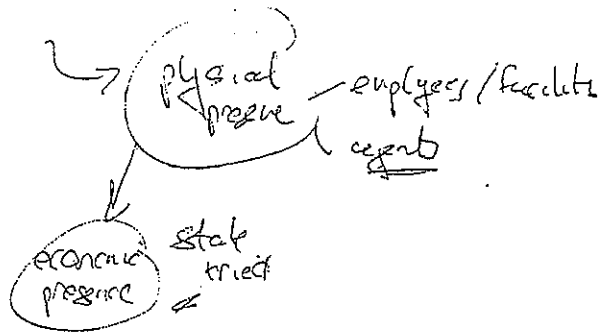 physical
presence
employees/facilities
agents
economic
presence
state
tried